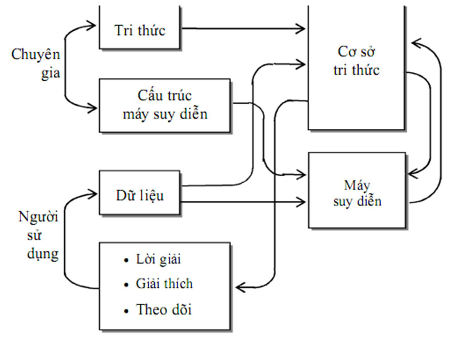 Tri thức
Cơ sở
tri thức
Chuyên
gia
Cấu trúc
máy suy diễn
Dữ liệu
Máy
suy diễn
Người
sử
dụng
• Lời giải
• Giải thích
• Theo dõi